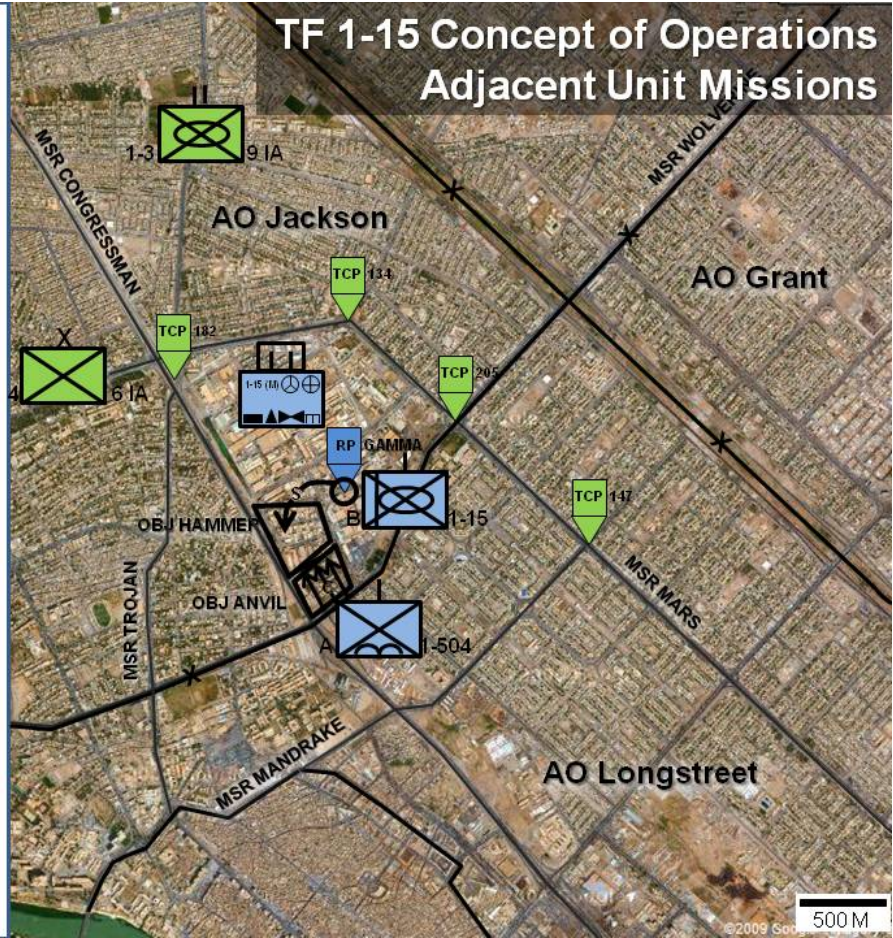 TF 1-15 Concept of Operations
Adjacent Unit Missions
MSR WOLVERINE
1-3
9 IA
MSR CONGRESSMAN
AO Jackson
AO Grant
TCP 134
TCP 182
X
4
6 IA
1-15 (M)
TCP 205
RP GAMMA
B
1-15
TCP 147
S
OBJ HAMMER
OBJ ANVIL
MSR TROJAN
C
A
1-504
MSR MARS
MSR MANDRAKE
AO Longstreet
500 M
©2009